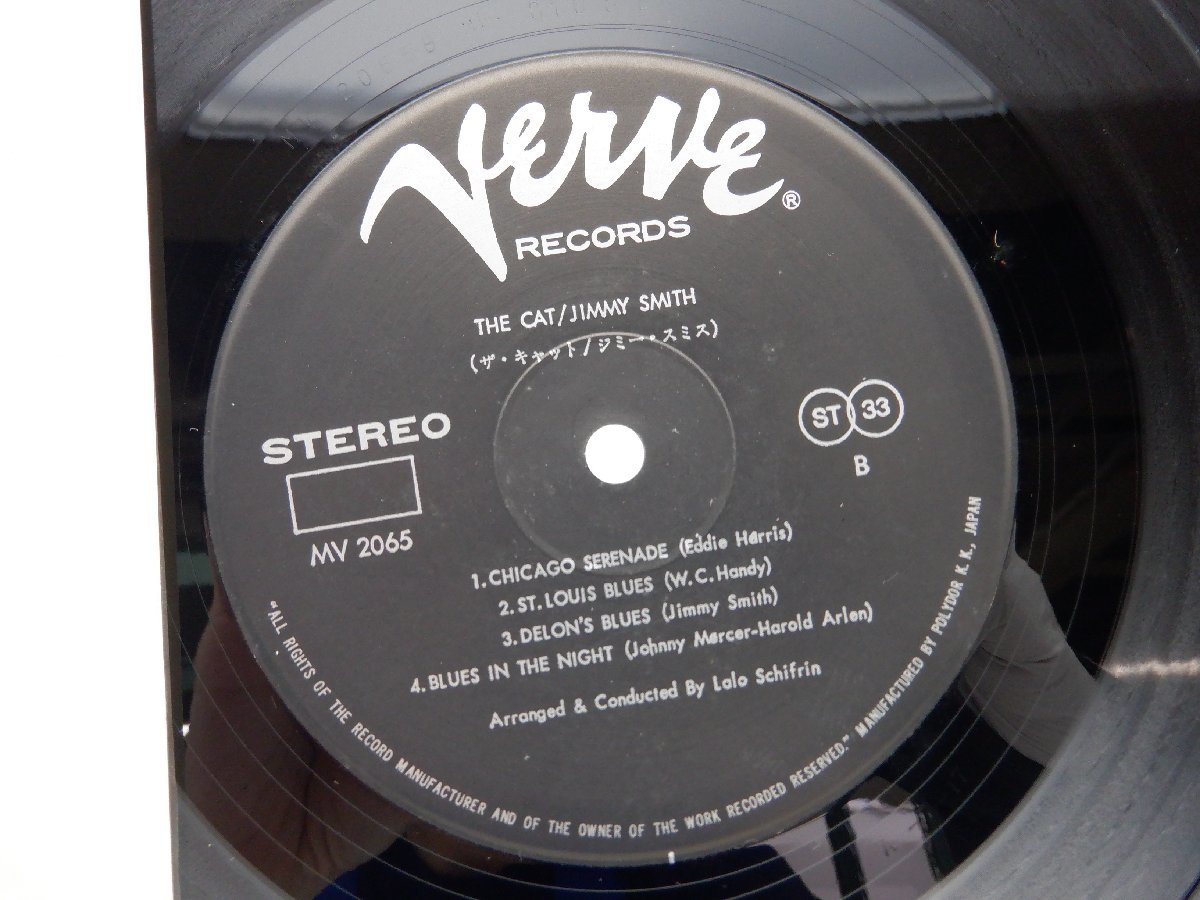 Verve ®
RECORDS
THE CAT/JIMMY SMITH
(ザ・キャット/ジミー・スミス)
STEREO
MV 2065
ST 33
B
1. CHICAGO SERENADE (Eddie Harris)
2. ST. LOUIS BLUES (W. C. Handy)
3. DELON'S BLUES (Jimmy Smith)
4. BLUES IN THE NIGHT (Johnny Mercer-Harold Arlen)
Arranged & Conducted By Lalo Schifrin
"ALL RIGHTS OF THE RECORD MANUFACTURER AND OF THE OWNER OF THE WORK RECORDED RESERVED." MANUFACTURED BY POLYDOR K. K., JAPAN